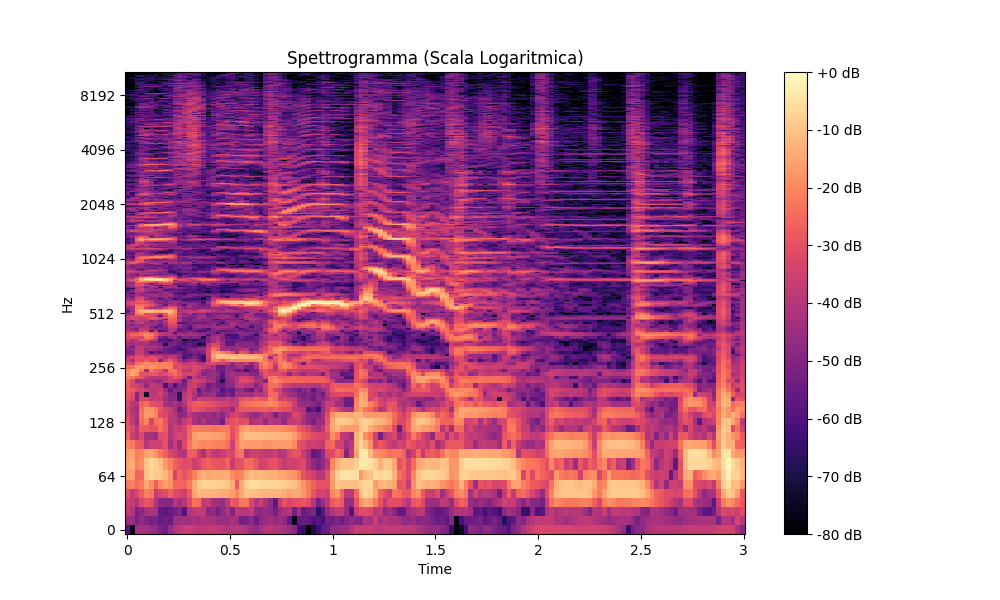 Spettrogramma (Scala Logaritmica)
Hz
8192
4096
2048
1024
512
256
128
64
0
0
0.5
1
1.5
2
2.5
3
Time
+0 dB
-10 dB
-20 dB
-30 dB
-40 dB
-50 dB
-60 dB
-70 dB
-80 dB